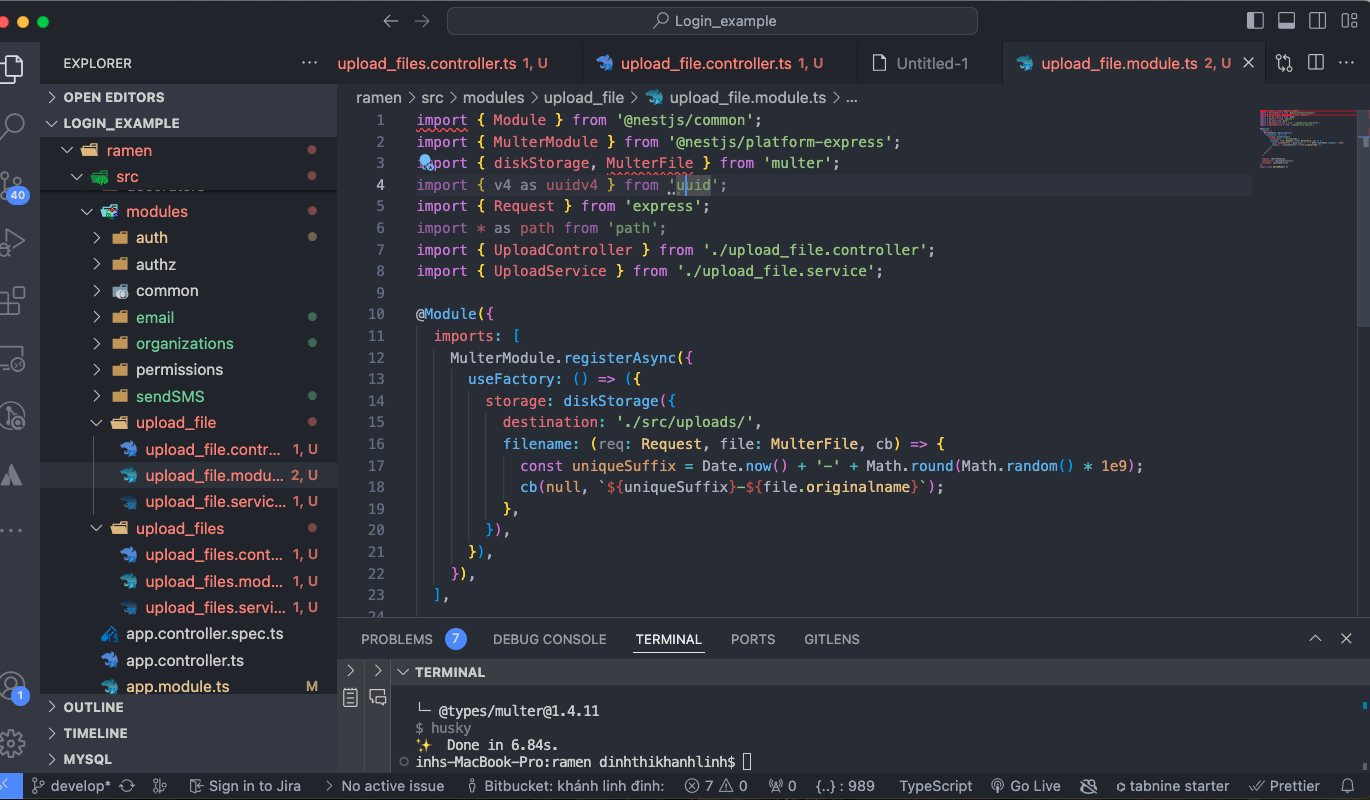 Login_example
EXPLORER
upload_files.controller.ts 1, U
upload_file.controller.ts 1, U
Untitled-1
upload_file.module.ts 2, U
OPEN EDITORS
LOGIN_EXAMPLE
ramen
src
modules
auth
authz
common
email
organizations
permissions
sendSMS
upload_file
upload_file.contr... 1, U
upload_file.modu... 2, U
upload_file.servic... 1, U
upload_files
upload_files.cont... 1, U
upload_files.mod... 1, U
upload_files.servi... 1, U
app.controller.spec.ts
app.controller.ts
app.module.ts M
OUTLINE
TIMELINE
MYSQL
40
1
ramen > src > modules > upload_file > upload_file.module.ts > ...
1 import { Module } from '@nestjs/common';
2 import { MulterModule } from '@nestjs/platform-express';
3 import { diskStorage, MulterFile } from 'multer';
4 import { v4 as uuidv4 } from 'uuid';
5 import { Request } from 'express';
6 import * as path from 'path';
7 import { UploadController } from './upload_file.controller';
8 import { UploadService } from './upload_file.service';
9
10 @Module({
11 imports: [
12 MulterModule.registerAsync({
13 useFactory: () => ({
14 storage: diskStorage({
15 destination: './src/uploads/',
16 filename: (req: Request, file: MulterFile, cb) => {
17 const uniqueSuffix = Date.now() + '-' + Math.round(Math.random() * 1e9);
18 cb(null, `${uniqueSuffix}-${file.originalname}`);
19 },
20 }),
21 }),
22 }),
23 ],
24
PROBLEMS 7 DEBUG CONSOLE TERMINAL PORTS GITLENS
TERMINAL
└─ @types/multer@1.4.11
$ husky
✨ Done in 6.84s.
inhs-MacBook-Pro:ramen dinhthikhanhlinh$
develop* Sign in to Jira No active issue Bitbucket: khánh linh đinh: 7 0 0 {..} : 989 TypeScript Go Live tabnine starter Prettier